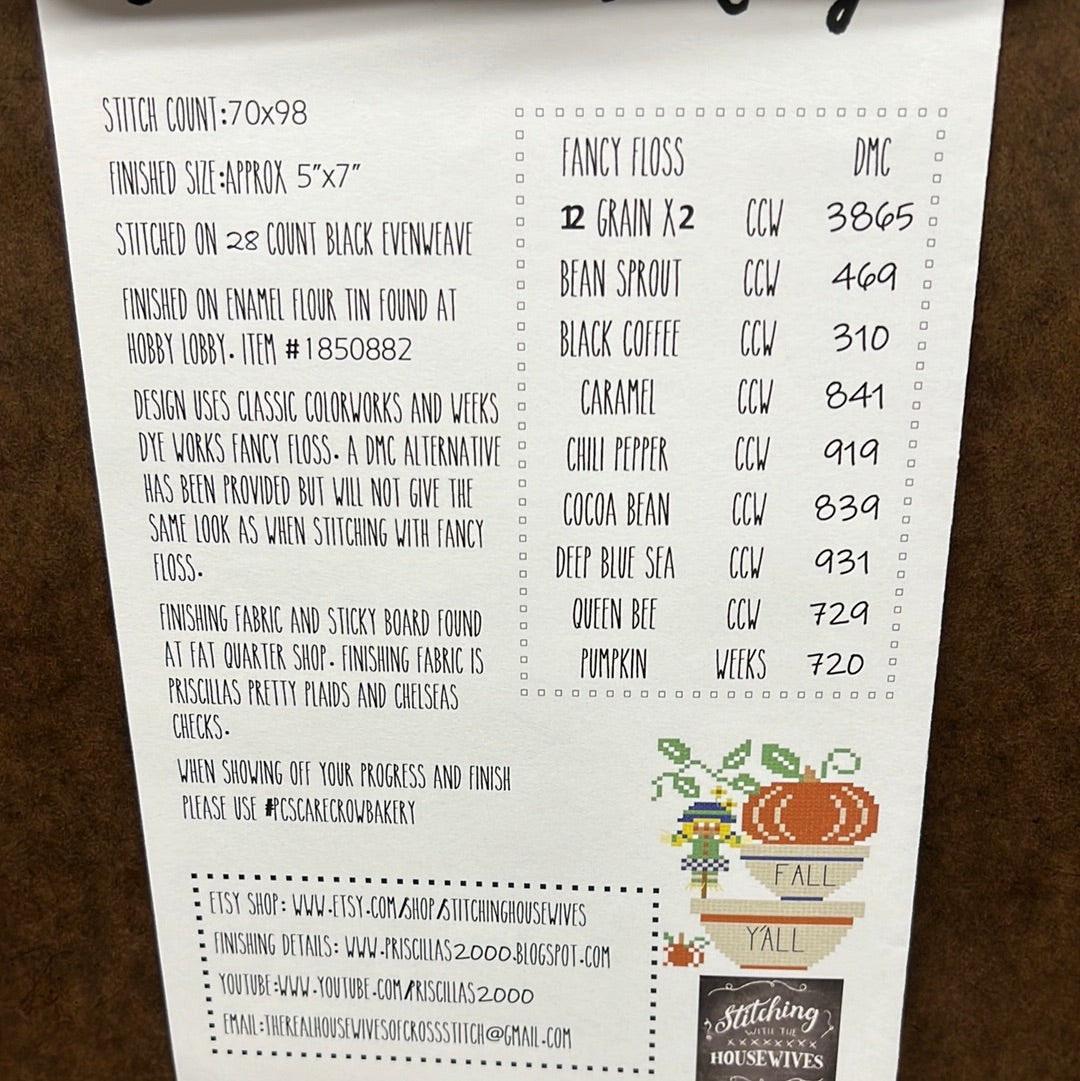 STITCH COUNT:70x98
FINISHED SIZE:APPROX 5"x7"
STITCHED ON 28 COUNT BLACK EVENWEAVE
FINISHED ON ENAMEL FLOUR TIN FOUND AT
HOBBY LOBBY. ITEM #1850882
DESIGN USES CLASSIC COLORWORKS AND WEEKS
DYE WORKS FANCY FLOSS. A DMC ALTERNATIVE
HAS BEEN PROVIDED BUT WILL NOT GIVE THE
SAME LOOK AS WHEN STITCHING WITH FANCY
FLOSS.
FINISHING FABRIC AND STICKY BOARD FOUND
AT FAT QUARTER SHOP. FINISHING FABRIC IS
PRISCILLAS PRETTY PLAIDS AND CHELSEAS
CHECKS.
WHEN SHOWING OFF YOUR PROGRESS AND FINISH
PLEASE USE #PCSCARECROWBAKERY
FANCY FLOSS DMC
12 GRAIN X2 CCW 3865
BEAN SPROUT CCW 469
BLACK COFFEE CCW 310
CARAMEL CCW 841
CHILI PEPPER CCW 919
COCOA BEAN CCW 839
DEEP BLUE SEA CCW 931
QUEEN BEE CCW 729
PUMPKIN WEEKS 720
FALL
Y'ALL
ETSY SHOP: WWW.ETSY.COM/SHOP/STITCHINGHOUSEWIVES
FINISHING DETAILS: WWW.PRISCILLAS2000.BLOGSPOT.COM
YOUTUBE:WWW.YOUTUBE.COM/PRISCILLAS2000
EMAIL:THEREALHOUSEWIVESOFCROSSSTITCH@GMAIL.COM
Stitching
WITH THE
XXXXXXXX
HOUSEWIVES